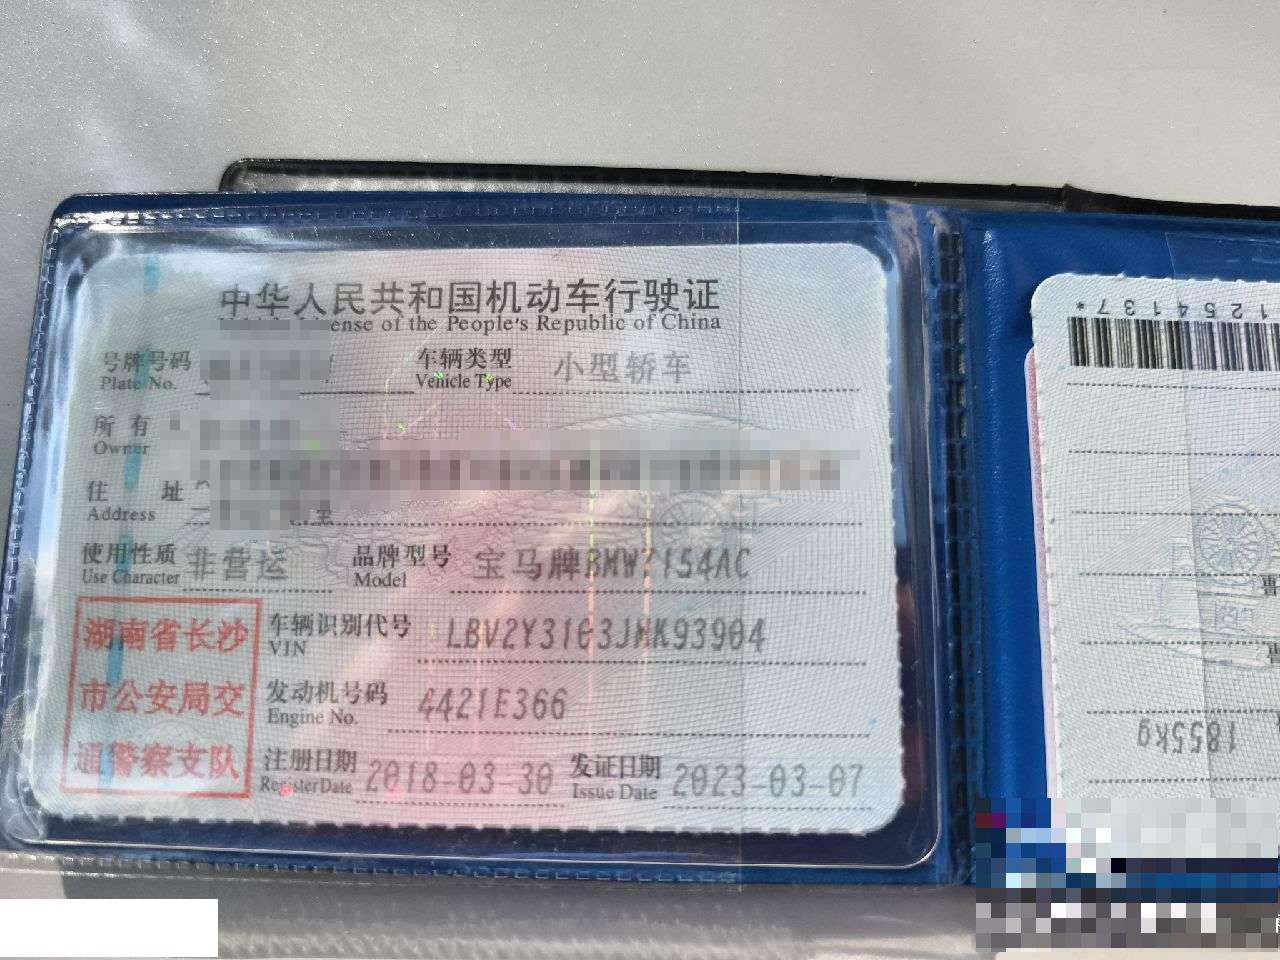 中华人民共和国机动车行驶证
ense of the People's Republic of China
号牌号码
Plate No.
车辆类型 小型轿车
Vehicle Type
所有
Owner
住 址
Address
使用性质 非营运
Use Character
品牌型号 宝马牌BMW7154AC
Model
湖南省长沙
市公安局交
通警察支队
车辆识别代号
VIN LBV2Y3103JMK93904
发动机号码 4421E366
Engine No.
注册日期 2018-03-30
Register Date
发证日期 2023-03-07
Issue Date
1254137*
1855kg